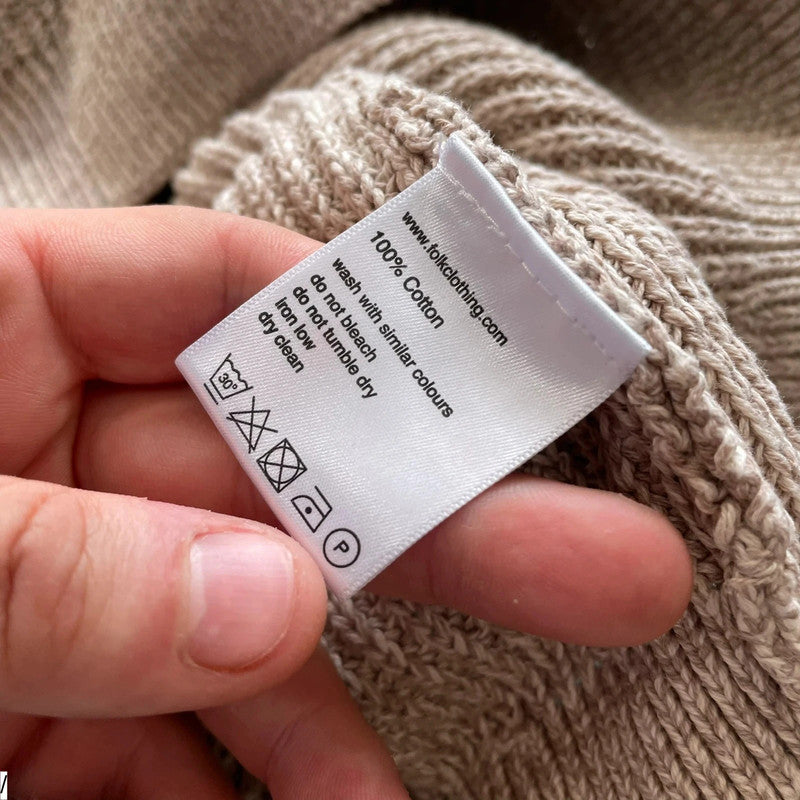 www.folkclothing.com
100% Cotton
wash with similar colours
do not bleach
do not tumble dry
iron low
dry clean
30°
P
/